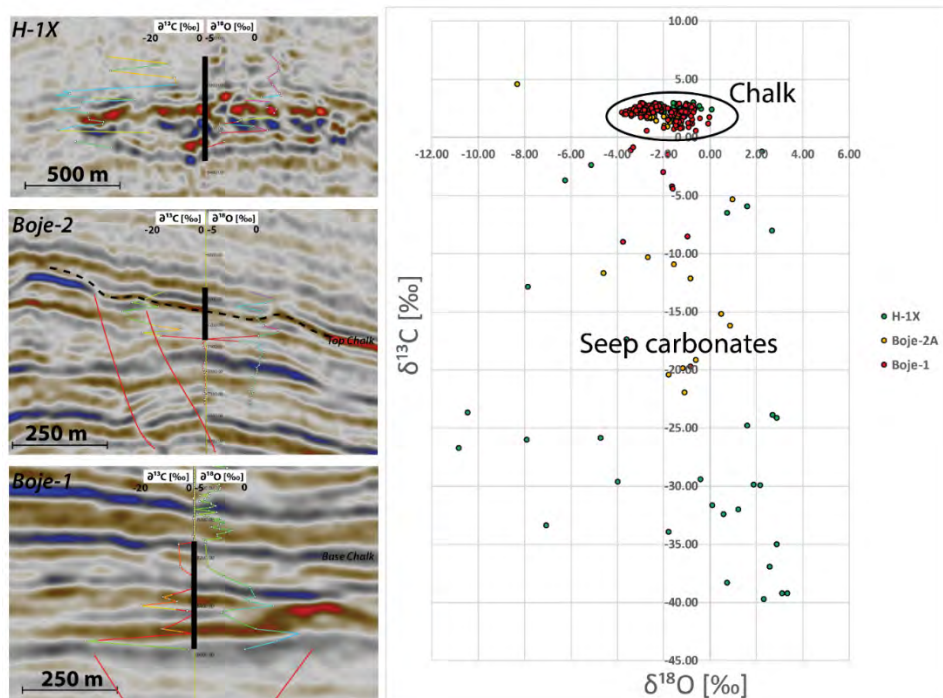 H-1X
∂¹³C [‰] ∂¹⁸O [‰]
-20 -5 0
500 m
Boje-2
∂¹³C [‰] ∂¹⁸O [‰]
-20 -5 0
Top Chalk
250 m
Boje-1
∂¹³C [‰] ∂¹⁸O [‰]
-20 -5 0
Base Chalk
250 m
10.00
5.00
Chalk
0.00
-12.00 -10.00 -8.00 -6.00 -4.00 -2.00 0.00 2.00 4.00 6.00
-5.00
-10.00
-15.00
Seep carbonates
-20.00
-25.00
-30.00
-35.00
-40.00
-45.00
δ¹³C [‰]
δ¹⁸O [‰]
H-1X
Boje-2A
Boje-1